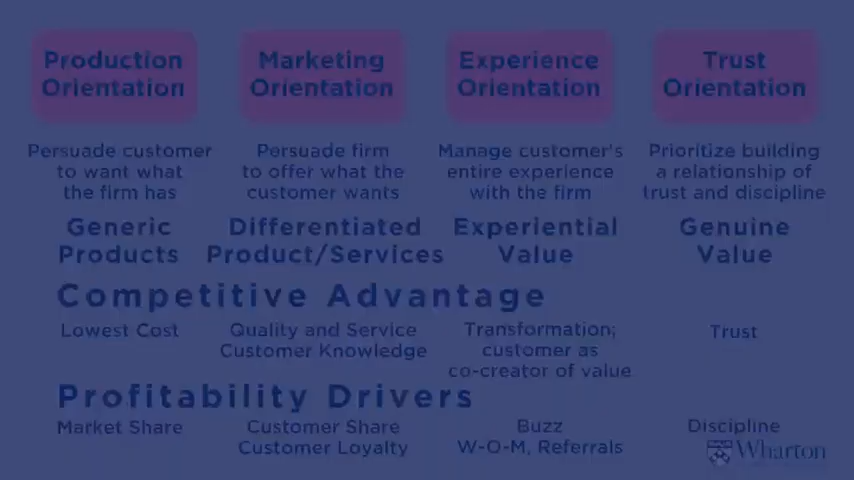 Production
Orientation
Marketing
Orientation
Experience
Orientation
Trust
Orientation
Persuade customer
to want what
the firm has
Persuade firm
to offer what the
customer wants
Manage customer's
entire experience
with the firm
Prioritize building
a relationship of
trust and discipline
Generic
Products
Differentiated
Product/Services
Experiential
Value
Genuine
Value
Competitive Advantage
Lowest Cost
Quality and Service
Customer Knowledge
Transformation;
customer as
co-creator of value
Trust
Profitability Drivers
Market Share
Customer Share
Customer Loyalty
Buzz
W-O-M, Referrals
Discipline
Wharton